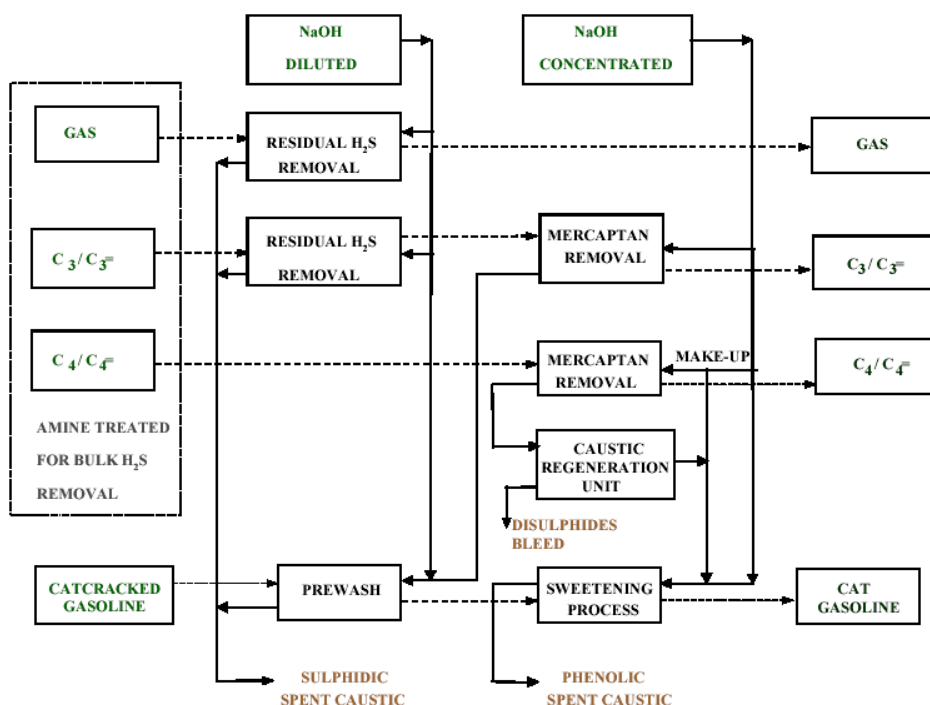 NaOH
DILUTED
NaOH
CONCENTRATED
GAS
RESIDUAL H₂S
REMOVAL
GAS
C₃/C₃=
RESIDUAL H₂S
REMOVAL
MERCAPTAN
REMOVAL
C₃/C₃=
C₄/C₄=
MERCAPTAN
REMOVAL
MAKE-UP
C₄/C₄=
AMINE TREATED
FOR BULK H₂S
REMOVAL
CAUSTIC
REGENERATION
UNIT
DISULPHIDES
BLEED
CATCRACKED
GASOLINE
PREWASH
SWEETENING
PROCESS
CAT
GASOLINE
SULPHIDIC
SPENT CAUSTIC
PHENOLIC
SPENT CAUSTIC